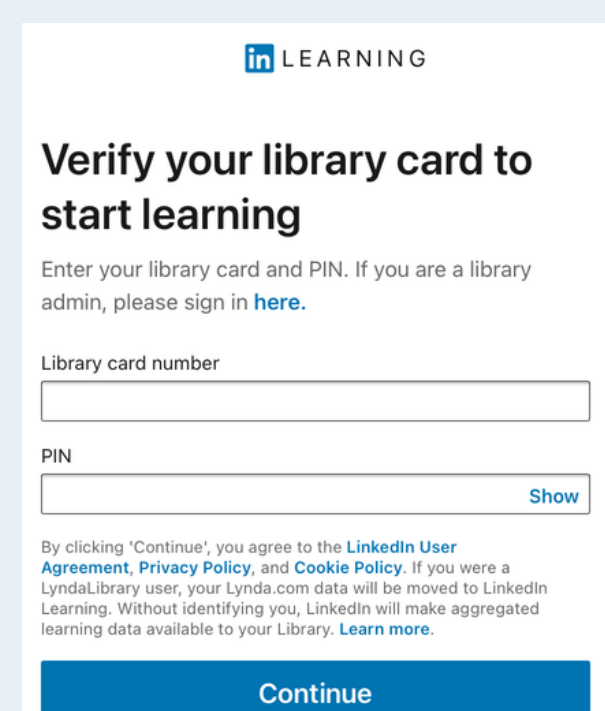 in LEARNING
Verify your library card to
start learning
Enter your library card and PIN. If you are a library
admin, please sign in here.
Library card number
PIN
Show
By clicking 'Continue', you agree to the LinkedIn User
Agreement, Privacy Policy, and Cookie Policy. If you were a
LyndaLibrary user, your Lynda.com data will be moved to LinkedIn
Learning. Without identifying you, LinkedIn will make aggregated
learning data available to your Library. Learn more.
Continue